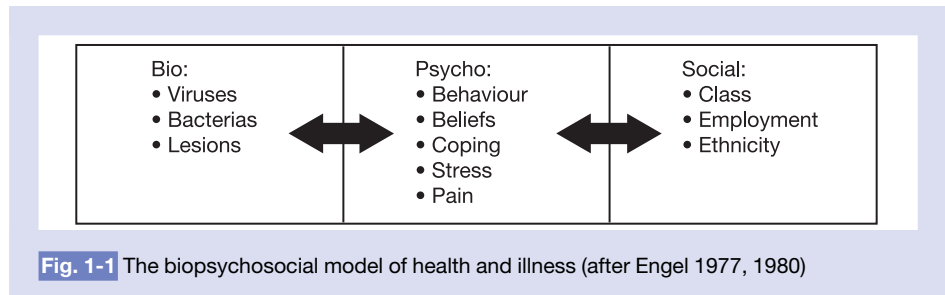 Bio:
• Viruses
• Bacterias
• Lesions
Psycho:
• Behaviour
• Beliefs
• Coping
• Stress
• Pain
Social:
• Class
• Employment
• Ethnicity
Fig. 1-1 The biopsychosocial model of health and illness (after Engel 1977, 1980)